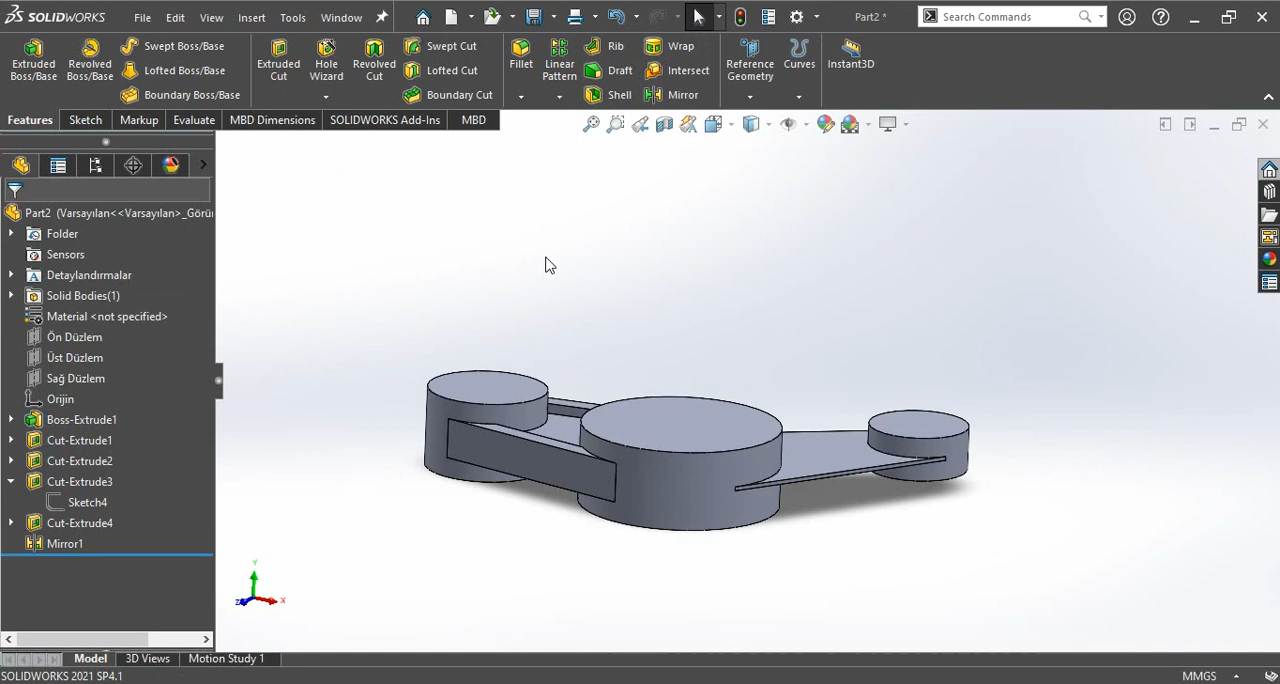 SOLIDWORKS File Edit View Insert Tools Window Part2 * Search Commands
Extruded Boss/Base
Revolved Boss/Base
Swept Boss/Base
Lofted Boss/Base
Boundary Boss/Base
Extruded Cut
Hole Wizard
Revolved Cut
Swept Cut
Lofted Cut
Boundary Cut
Fillet
Linear Pattern
Rib
Draft
Shell
Wrap
Intersect
Mirror
Reference Geometry
Curves
Instant3D
Features Sketch Markup Evaluate MBD Dimensions SOLIDWORKS Add-Ins MBD
Part2 (Varsayılan<<Varsayılan>_Görü
Folder
Sensors
Detaylandırmalar
Solid Bodies(1)
Material <not specified>
Ön Düzlem
Üst Düzlem
Sağ Düzlem
Orijin
Boss-Extrude1
Cut-Extrude1
Cut-Extrude2
Cut-Extrude3
Sketch4
Cut-Extrude4
Mirror1
Y
Z X
Model 3D Views Motion Study 1
SOLIDWORKS 2021 SP4.1 MMGS